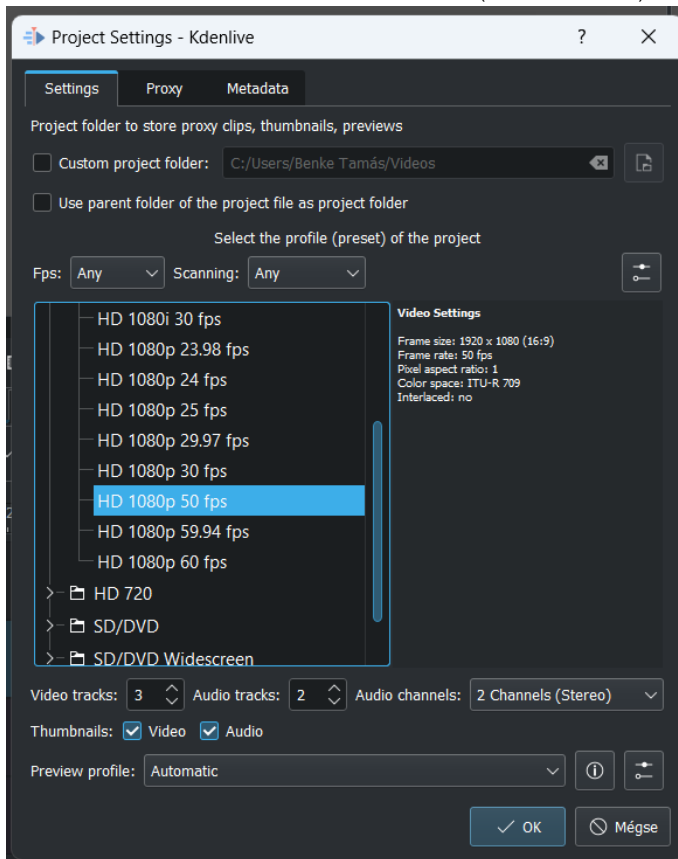 Project Settings - Kdenlive ?
Settings Proxy Metadata
Project folder to store proxy clips, thumbnails, previews
Custom project folder: C:/Users/Benke Tamás/Videos
Use parent folder of the project file as project folder
Select the profile (preset) of the project
Fps: Any Scanning: Any
HD 1080i 30 fps
HD 1080p 23.98 fps
HD 1080p 24 fps
HD 1080p 25 fps
HD 1080p 29.97 fps
HD 1080p 30 fps
HD 1080p 50 fps
HD 1080p 59.94 fps
HD 1080p 60 fps
HD 720
SD/DVD
SD/DVD Widescreen
Video Settings
Frame size: 1920 x 1080 (16:9)
Frame rate: 50 fps
Pixel aspect ratio: 1
Color space: ITU-R 709
Interlaced: no
Video tracks: 3 Audio tracks: 2 Audio channels: 2 Channels (Stereo)
Thumbnails: Video Audio
Preview profile: Automatic
OK Mégse